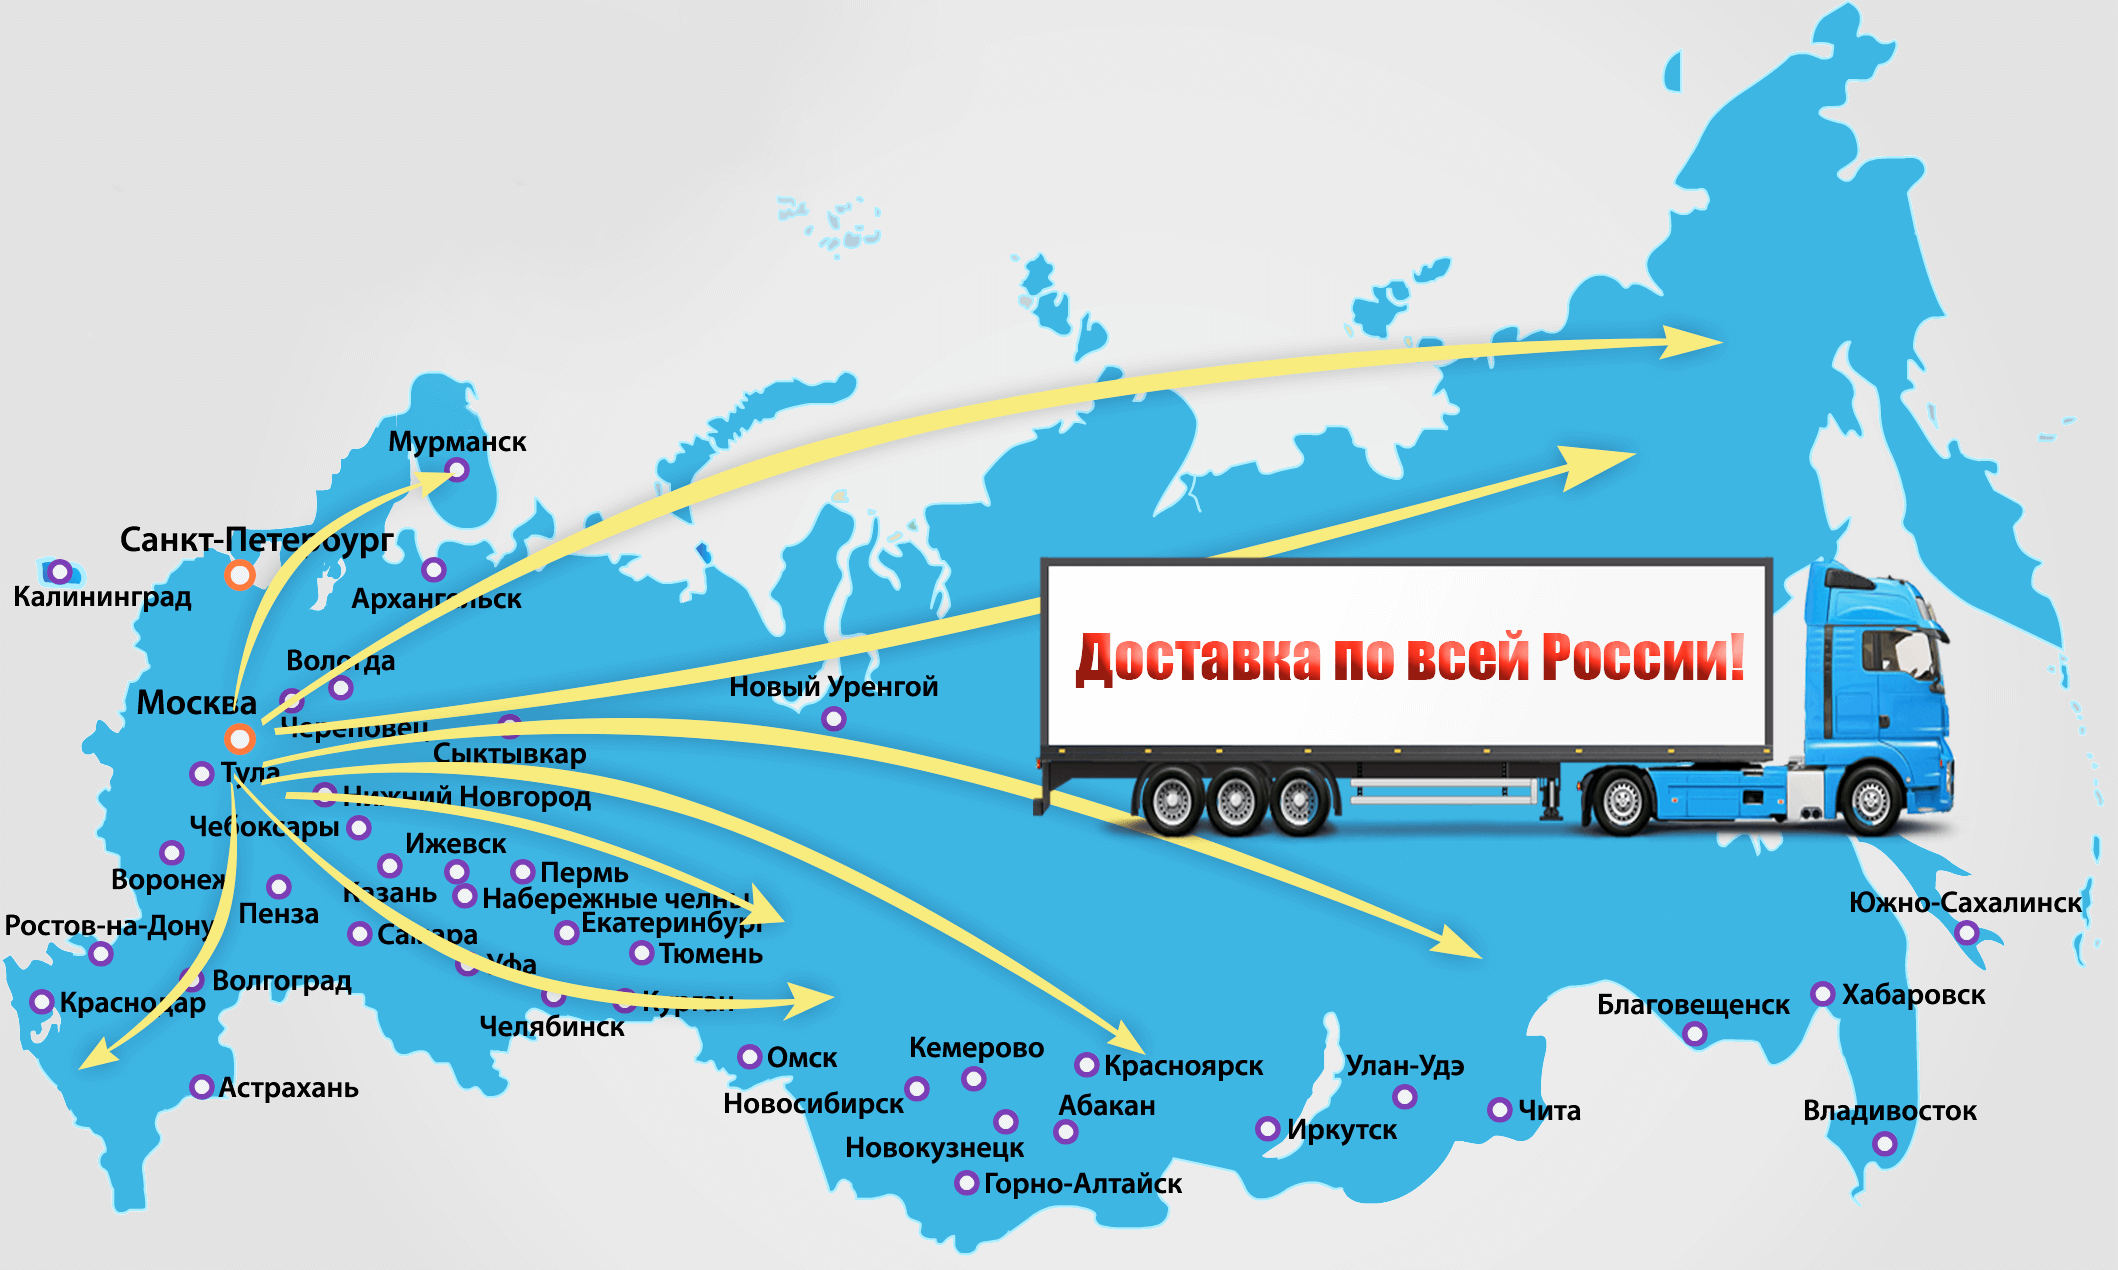 Мурманск
Санкт-Петербург
Калининград
Архангельск
Вологда
Москва
Новый Уренгой
Доставка по всей России!
Череповец
Сыктывкар
Тула
Нижний Новгород
Чебоксары
Ижевск
Воронеж
Казань
Пермь
Набережные челны
Пенза
Ростов-на-Дону
Самара
Екатеринбург
Тюмень
Уфа
Волгоград
Краснодар
Курган
Челябинск
Южно-Сахалинск
Хабаровск
Благовещенск
Астрахань
Омск
Кемерово
Красноярск
Улан-Удэ
Новосибирск
Абакан
Чита
Владивосток
Иркутск
Новокузнецк
Горно-Алтайск